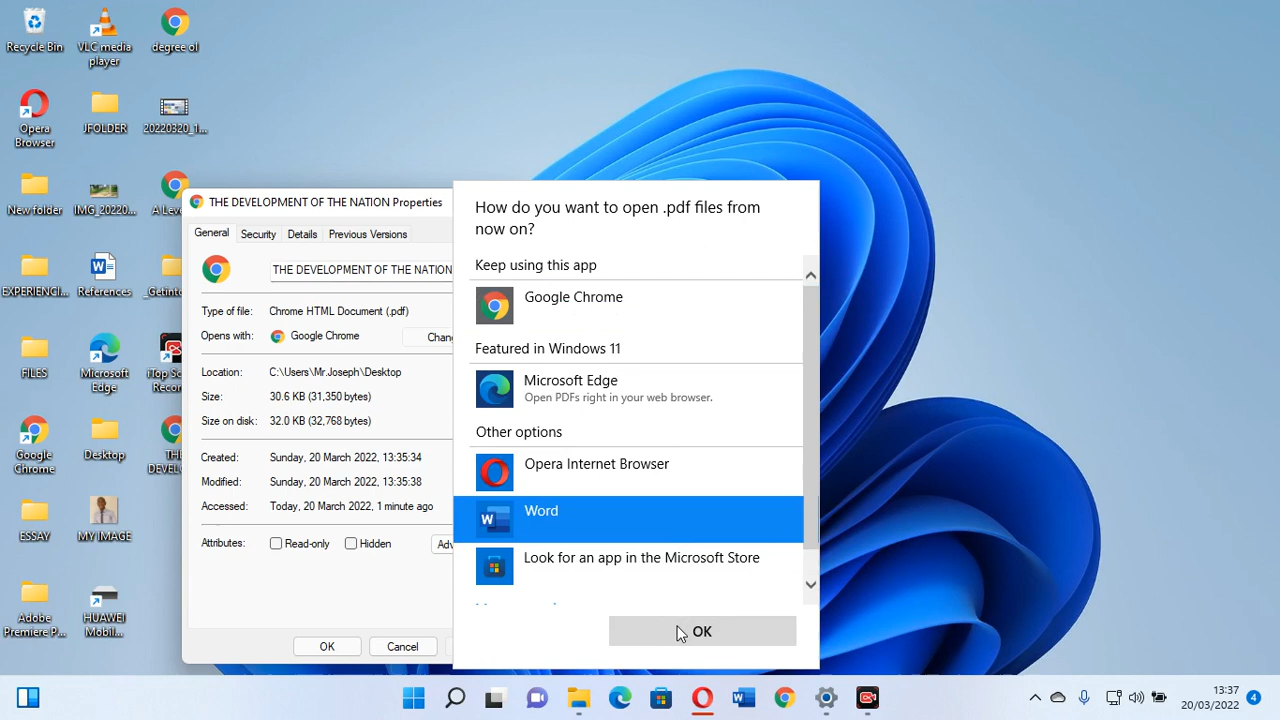 Recycle Bin
VLC media
player
degree ol
Opera
Browser
JFOLDER
20220320_1...
New folder
IMG_20220...
A Leve
EXPERIENCI...
References
_Getint
FILES
Microsoft
Edge
iTop Sc
Recor
Google
Chrome
Desktop
TH
DEVELO
ESSAY
MY IMAGE
Adobe
Premiere P...
HUAWEI
Mobil...
THE DEVELOPMENT OF THE NATION Properties
General
Security
Details
Previous Versions
THE DEVELOPMENT OF THE NATION
Type of file:
Chrome HTML Document (.pdf)
Opens with:
Google Chrome
Chang
Location:
C:\Users\Mr.Joseph\Desktop
Size:
30.6 KB (31,350 bytes)
Size on disk:
32.0 KB (32,768 bytes)
Created:
Sunday, 20 March 2022, 13:35:34
Modified:
Sunday, 20 March 2022, 13:35:38
Accessed:
Today, 20 March 2022, 1 minute ago
Attributes:
Read-only
Hidden
Adv
OK
Cancel
How do you want to open .pdf files from
now on?
Keep using this app
Google Chrome
Featured in Windows 11
Microsoft Edge
Open PDFs right in your web browser.
Other options
Opera Internet Browser
Word
Look for an app in the Microsoft Store
OK
13:37
20/03/2022
4